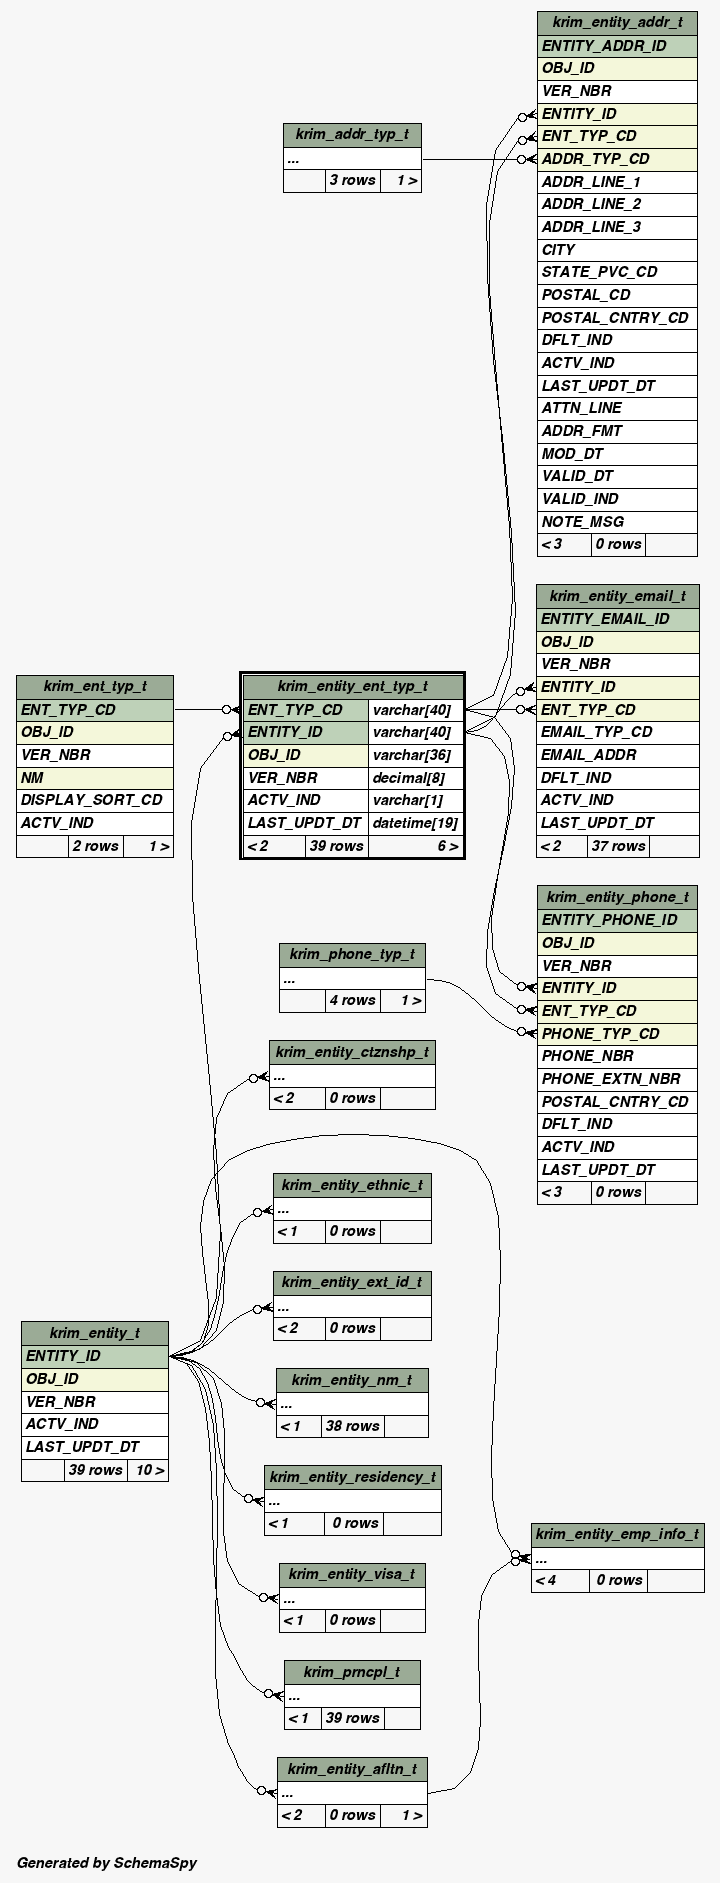 krim_entity_addr_t
ENTITY_ADDR_ID
OBJ_ID
VER_NBR
ENTITY_ID
ENT_TYP_CD
ADDR_TYP_CD
ADDR_LINE_1
ADDR_LINE_2
ADDR_LINE_3
CITY
STATE_PVC_CD
POSTAL_CD
POSTAL_CNTRY_CD
DFLT_IND
ACTV_IND
LAST_UPDT_DT
ATTN_LINE
ADDR_FMT
MOD_DT
VALID_DT
VALID_IND
NOTE_MSG
< 3 0 rows
krim_addr_typ_t
...
3 rows 1 >
krim_entity_email_t
ENTITY_EMAIL_ID
OBJ_ID
VER_NBR
ENTITY_ID
ENT_TYP_CD
EMAIL_TYP_CD
EMAIL_ADDR
DFLT_IND
ACTV_IND
LAST_UPDT_DT
< 2 37 rows
krim_ent_typ_t
ENT_TYP_CD
OBJ_ID
VER_NBR
NM
DISPLAY_SORT_CD
ACTV_IND
2 rows 1 >
krim_entity_ent_typ_t
ENT_TYP_CD varchar[40]
ENTITY_ID varchar[40]
OBJ_ID varchar[36]
VER_NBR decimal[8]
ACTV_IND varchar[1]
LAST_UPDT_DT datetime[19]
< 2 39 rows 6 >
krim_entity_phone_t
ENTITY_PHONE_ID
OBJ_ID
VER_NBR
ENTITY_ID
ENT_TYP_CD
PHONE_TYP_CD
PHONE_NBR
PHONE_EXTN_NBR
POSTAL_CNTRY_CD
DFLT_IND
ACTV_IND
LAST_UPDT_DT
< 3 0 rows
krim_phone_typ_t
...
4 rows 1 >
krim_entity_ctznshp_t
...
< 2 0 rows
krim_entity_ethnic_t
...
< 1 0 rows
krim_entity_ext_id_t
...
< 2 0 rows
krim_entity_t
ENTITY_ID
OBJ_ID
VER_NBR
ACTV_IND
LAST_UPDT_DT
39 rows 10 >
krim_entity_nm_t
...
< 1 38 rows
krim_entity_residency_t
...
< 1 0 rows
krim_entity_emp_info_t
...
< 4 0 rows
krim_entity_visa_t
...
< 1 0 rows
krim_prncpl_t
...
< 1 39 rows
krim_entity_afltn_t
...
< 2 0 rows 1 >
Generated by SchemaSpy